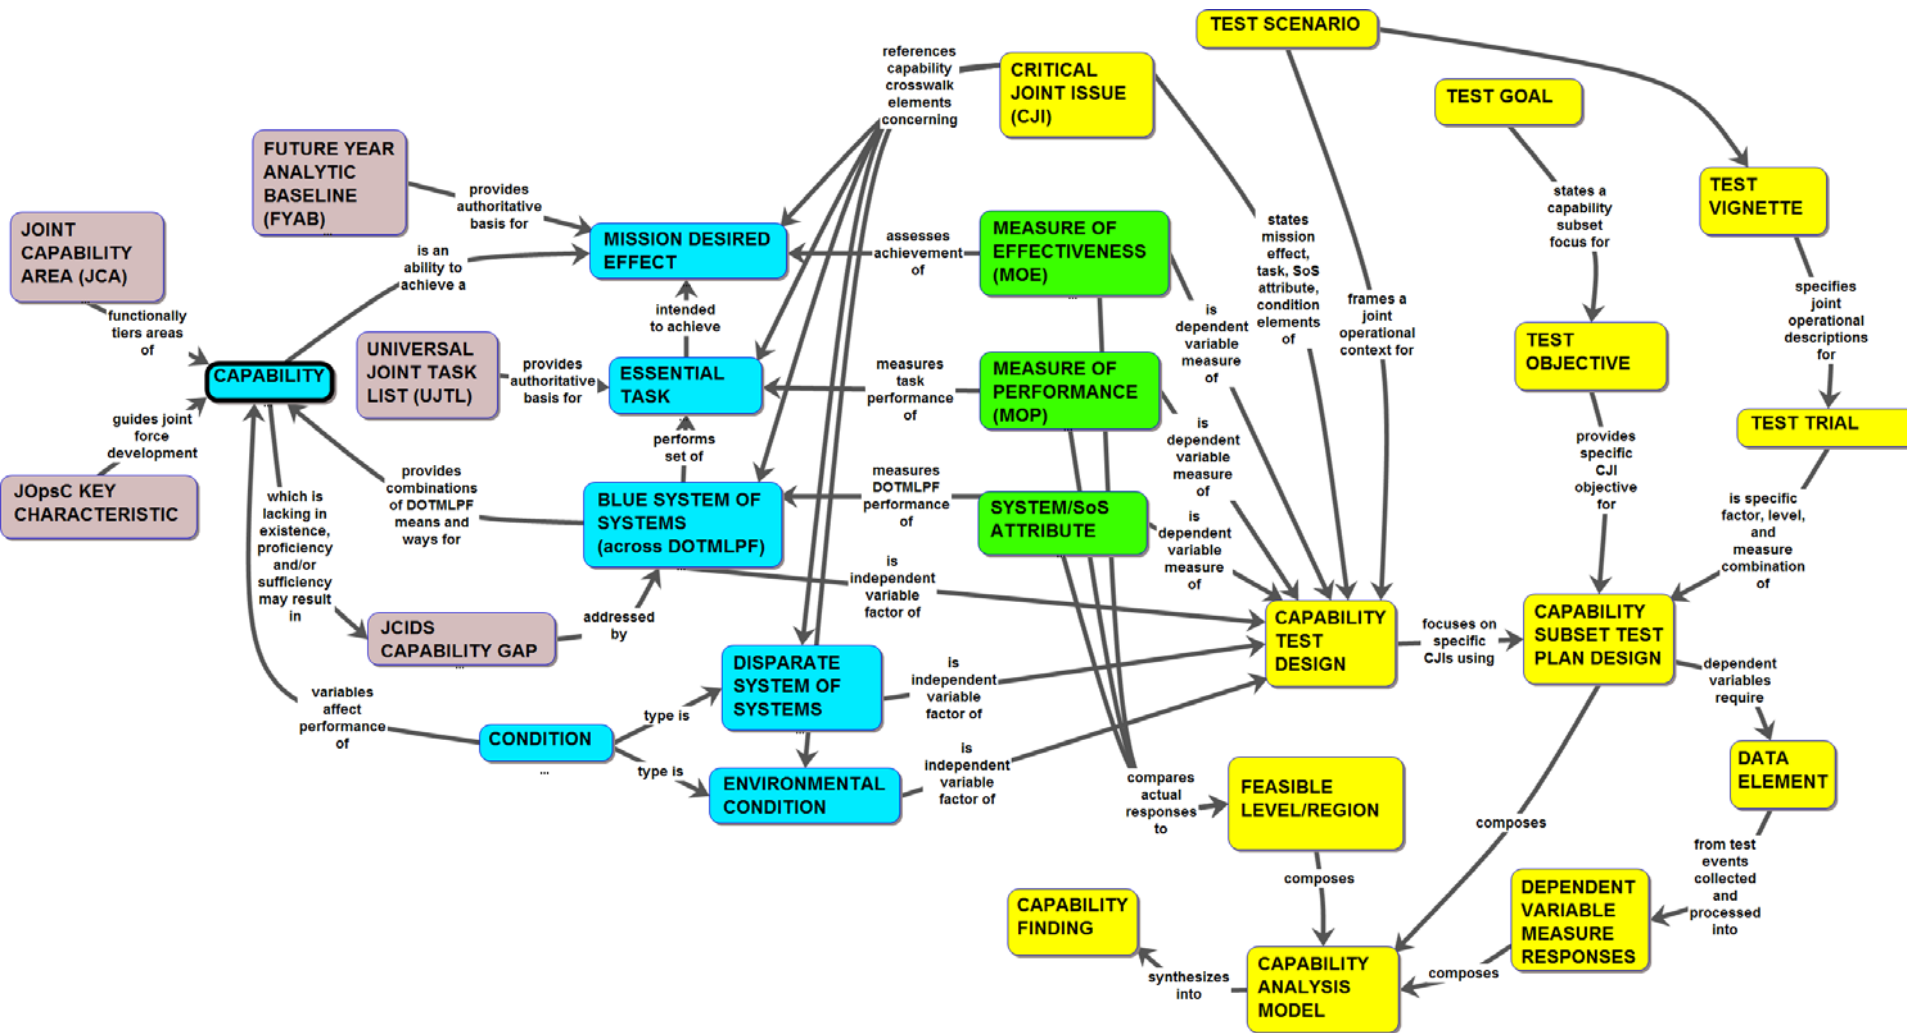 TEST SCENARIO
references
capability
crosswalk
elements
concerning
CRITICAL
JOINT ISSUE
(CJI)
TEST GOAL
FUTURE YEAR
ANALYTIC
BASELINE
(FYAB)
...
provides
authoritative
basis for
states a
capability
subset
focus for
TEST
VIGNETTE
JOINT
CAPABILITY
AREA (JCA)
...
is an
ability to
achieve a
MISSION DESIRED
EFFECT
assesses
achievement
of
MEASURE OF
EFFECTIVENESS
(MOE)
...
states
mission
effect,
task, SoS
attribute,
condition
elements
of
frames a
joint
operational
context for
specifies
joint
operational
descriptions
for
functionally
tiers areas
of
intended
to achieve
is
dependent
variable
measure
of
TEST
OBJECTIVE
CAPABILITY
...
UNIVERSAL
JOINT TASK
LIST (UJTL)
provides
authoritative
basis for
ESSENTIAL
TASK
measures
task
performance
of
MEASURE OF
PERFORMANCE
(MOP)
TEST TRIAL
guides joint
force
development
performs
set of
is
dependent
variable
measure
of
provides
specific
CJI
objective
for
JOpsC KEY
CHARACTERISTIC
which is
lacking in
existence,
proficiency
and/or
sufficiency
may result
in
provides
combinations
of DOTMLPF
means and
ways for
BLUE SYSTEM OF
SYSTEMS
(across DOTMLPF)
...
measures
DOTMLPF
performance
of
SYSTEM/SoS
ATTRIBUTE
...
is
dependent
variable
measure
of
is specific
factor, level,
and
measure
combination
of
is
independent
variable
factor of
JCIDS
CAPABILITY GAP
...
addressed
by
CAPABILITY
TEST
DESIGN
focuses on
specific
CJIs using
CAPABILITY
SUBSET TEST
PLAN DESIGN
DISPARATE
SYSTEM OF
SYSTEMS
...
is
independent
variable
factor of
dependent
variables
require
variables
affect
performance
of
CONDITION
...
type is
type is
ENVIRONMENTAL
CONDITION
is
independent
variable
factor of
DATA
ELEMENT
compares
actual
responses
to
FEASIBLE
LEVEL/REGION
composes
from test
events
collected
and
processed
into
composes
CAPABILITY
FINDING
DEPENDENT
VARIABLE
MEASURE
RESPONSES
synthesizes
into
CAPABILITY
ANALYSIS
MODEL
composes